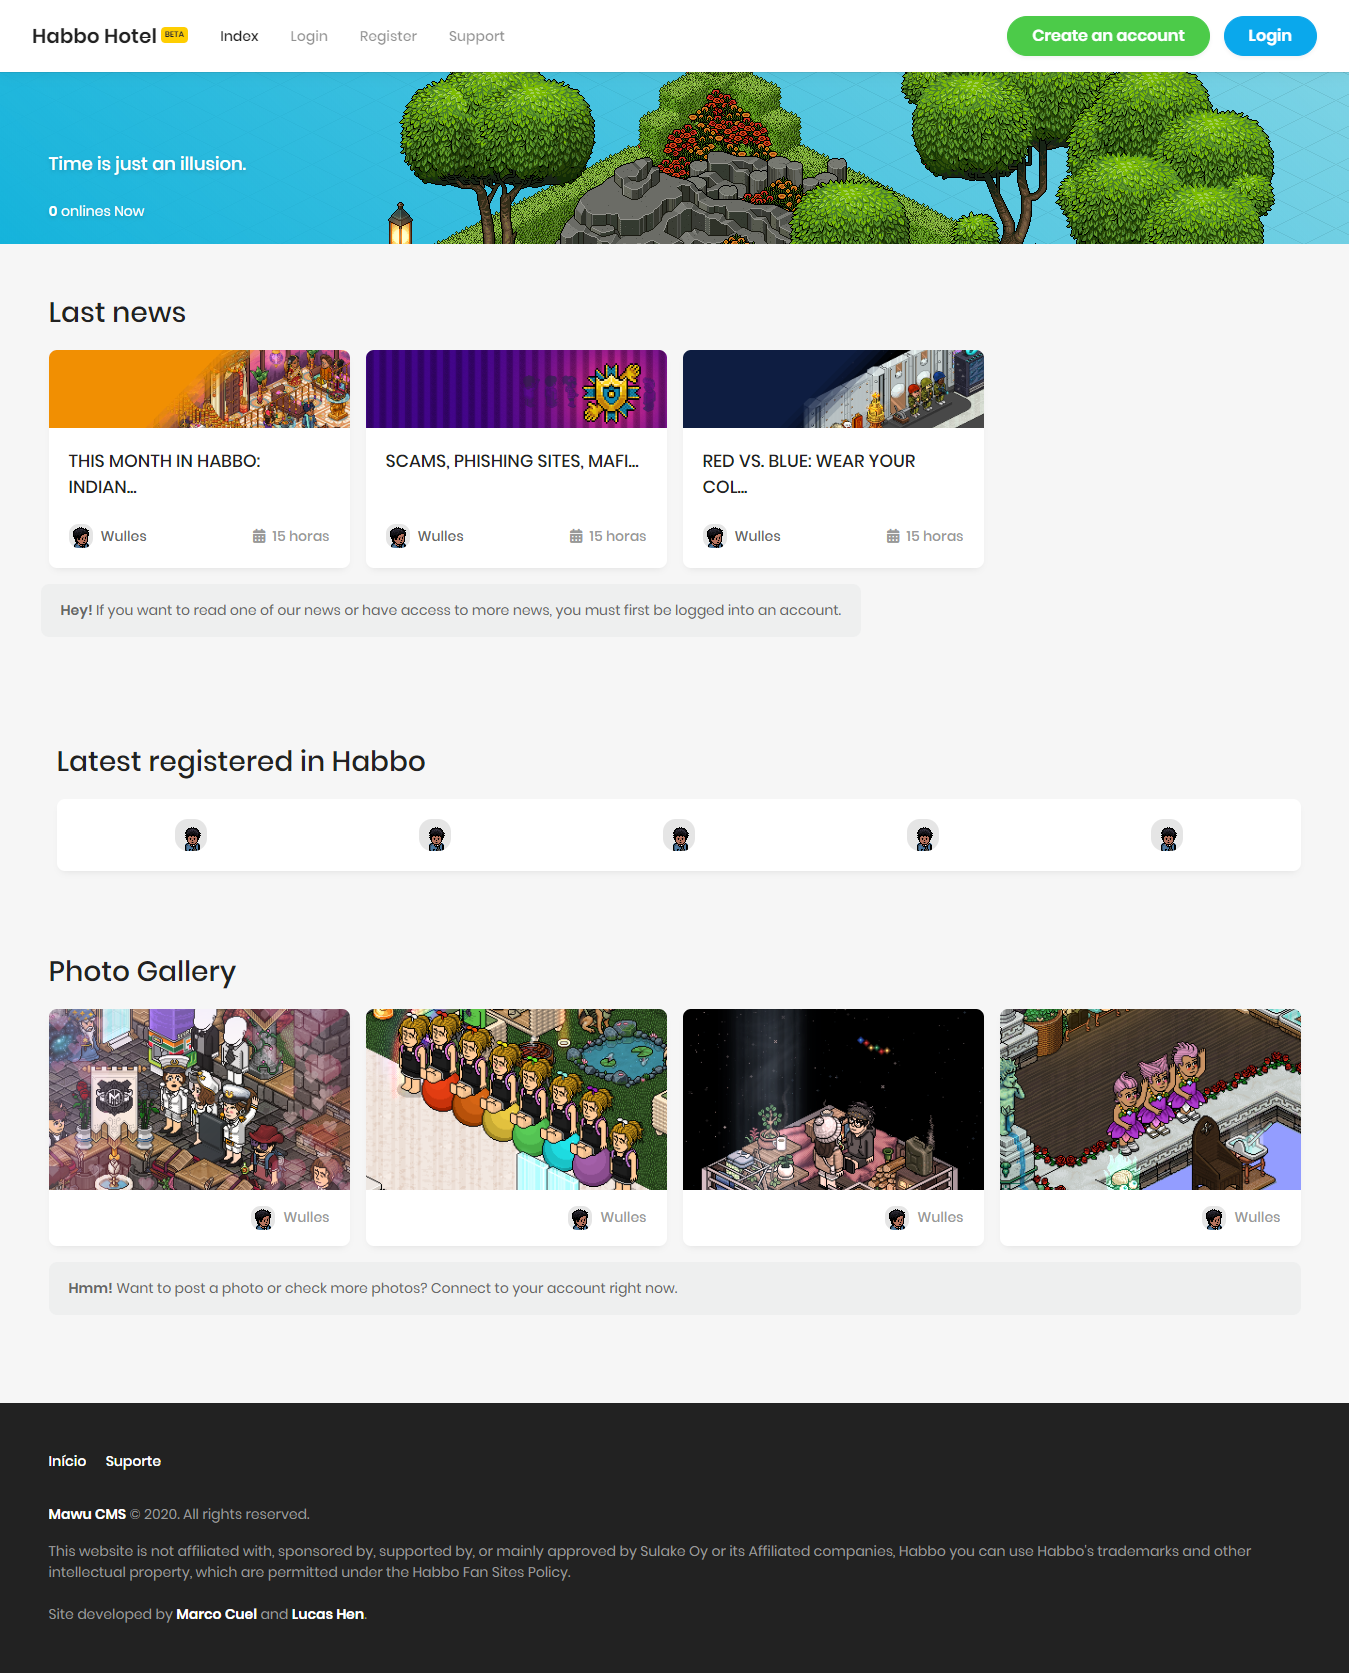 Habbo Hotel BETA Index Login Register Support Create an account Login
Time is just an illusion.
0 onlines Now
Last news
THIS MONTH IN HABBO:
INDIAN...
Wulles 15 horas
SCAMS, PHISHING SITES, MAFI...
Wulles 15 horas
RED VS. BLUE: WEAR YOUR
COL...
Wulles 15 horas
Hey! If you want to read one of our news or have access to more news, you must first be logged into an account.
Latest registered in Habbo
Photo Gallery
Wulles
Wulles
Wulles
Wulles
Hmm! Want to post a photo or check more photos? Connect to your account right now.
Início Suporte
Mawu CMS © 2020. All rights reserved.
This website is not affiliated with, sponsored by, supported by, or mainly approved by Sulake Oy or its Affiliated companies, Habbo you can use Habbo's trademarks and other
intellectual property, which are permitted under the Habbo Fan Sites Policy.
Site developed by Marco Cuel and Lucas Hen.